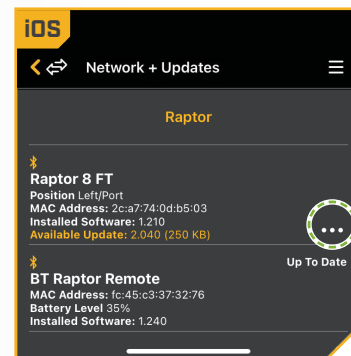 iOS
Network + Updates
Raptor
Raptor 8 FT
Position Left/Port
MAC Address: 2c:a7:74:0d:b5:03
Installed Software: 1.210
Available Update: 2.040 (250 KB)
...
Up To Date
BT Raptor Remote
MAC Address: fc:45:c3:37:32:76
Battery Level 35%
Installed Software: 1.240